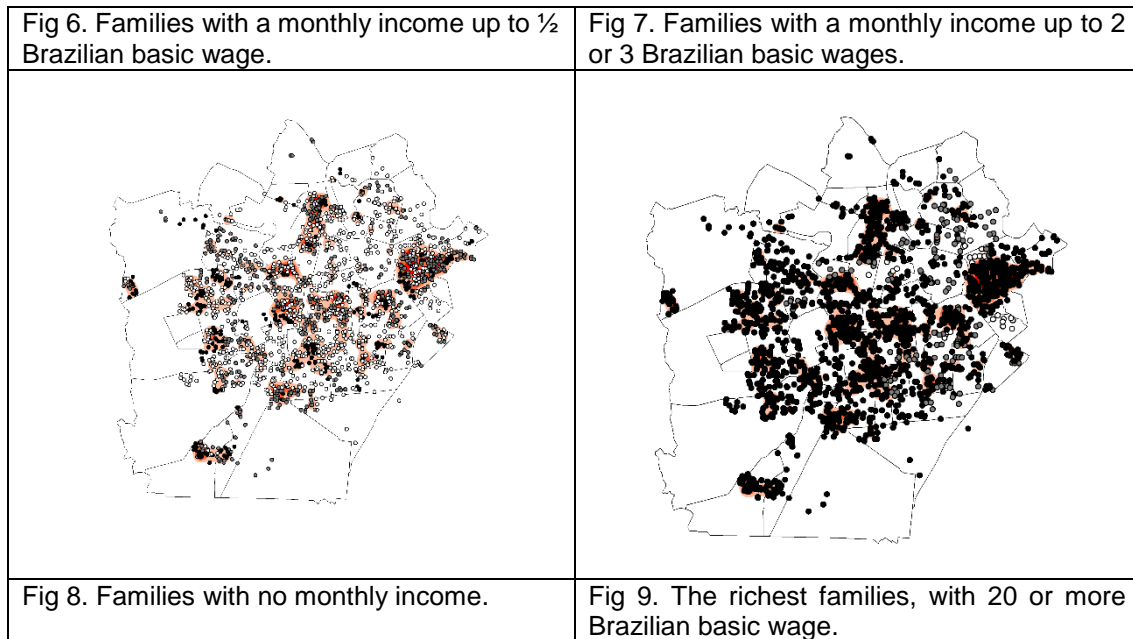 Fig 6. Families with a monthly income up to ½
Brazilian basic wage.
Fig 7. Families with a monthly income up to 2
or 3 Brazilian basic wages.
Fig 8. Families with no monthly income.
Fig 9. The richest families, with 20 or more
Brazilian basic wage.